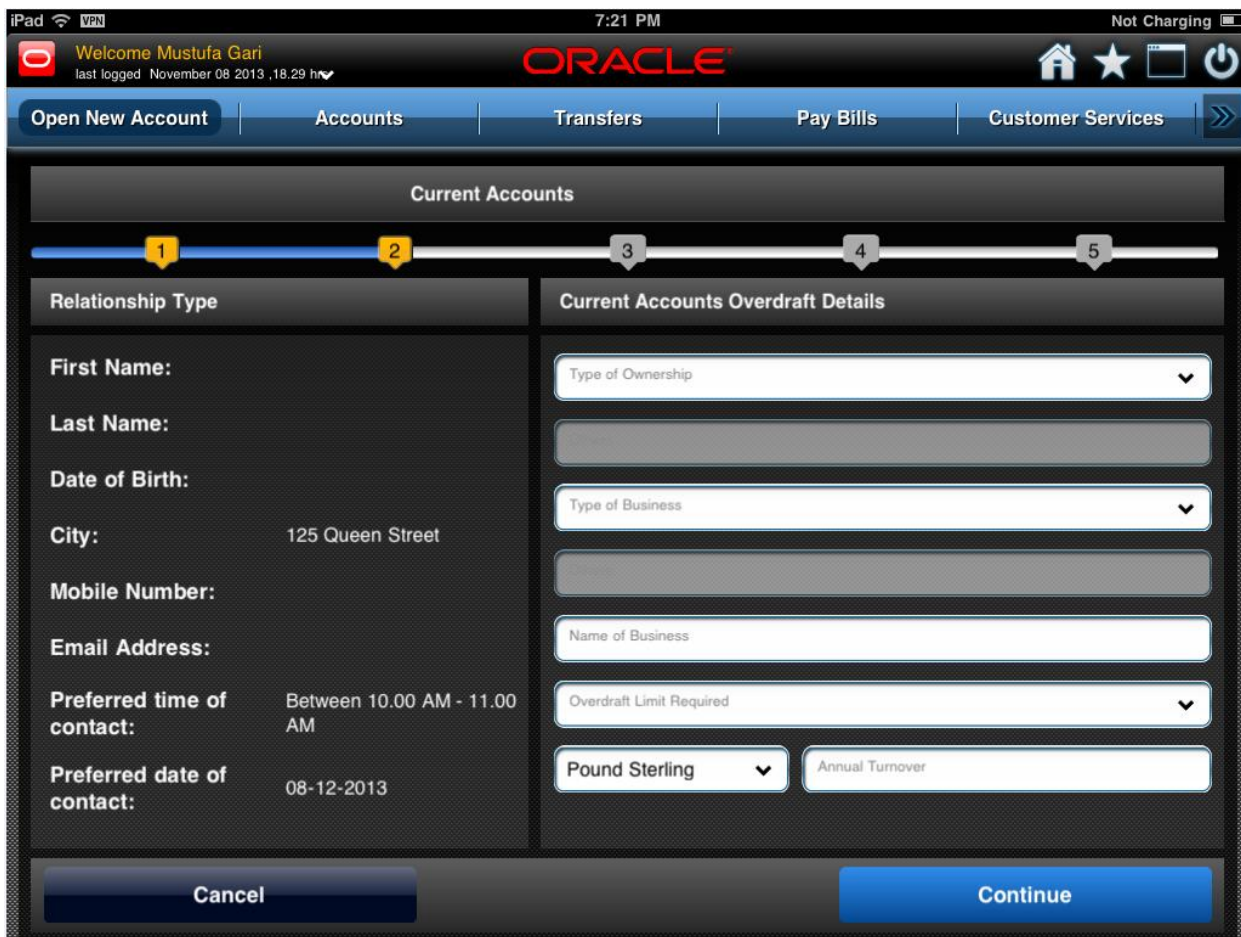 iPad VPN 7:21 PM Not Charging
Welcome Mustufa Gari
last logged November 08 2013 ,18.29 hrs
ORACLE
Open New Account Accounts Transfers Pay Bills Customer Services
Current Accounts
1 2 3 4 5
Relationship Type
First Name:
Last Name:
Date of Birth:
City: 125 Queen Street
Mobile Number:
Email Address:
Preferred time of Between 10.00 AM - 11.00
contact: AM
Preferred date of
contact: 08-12-2013
Current Accounts Overdraft Details
Type of Ownership
Type of Business
Name of Business
Overdraft Limit Required
Pound Sterling Annual Turnover
Cancel Continue